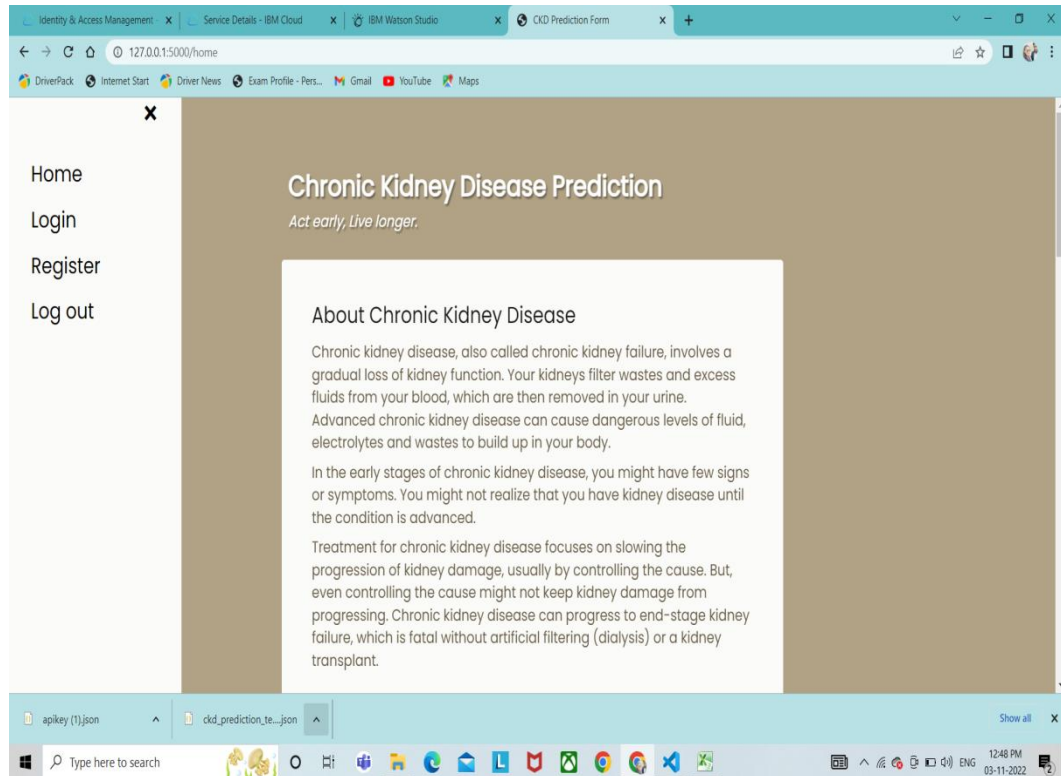 Identity & Access Management
Service Details - IBM Cloud
IBM Watson Studio
CKD Prediction Form
127.0.0.1:5000/home
DriverPack
Internet Start
Driver News
Exam Profile - Pers...
Gmail
YouTube
Maps
Home
Login
Register
Log out
Chronic Kidney Disease Prediction
Act early, Live longer.
About Chronic Kidney Disease
Chronic kidney disease, also called chronic kidney failure, involves a
gradual loss of kidney function. Your kidneys filter wastes and excess
fluids from your blood, which are then removed in your urine.
Advanced chronic kidney disease can cause dangerous levels of fluid,
electrolytes and wastes to build up in your body.
In the early stages of chronic kidney disease, you might have few signs
or symptoms. You might not realize that you have kidney disease until
the condition is advanced.
Treatment for chronic kidney disease focuses on slowing the
progression of kidney damage, usually by controlling the cause. But,
even controlling the cause might not keep kidney damage from
progressing. Chronic kidney disease can progress to end-stage kidney
failure, which is fatal without artificial filtering (dialysis) or a kidney
transplant.
apikey (1).json
ckd_prediction_te....json
Show all
Type here to search
L
ENG
12:48 PM
03-11-2022
2